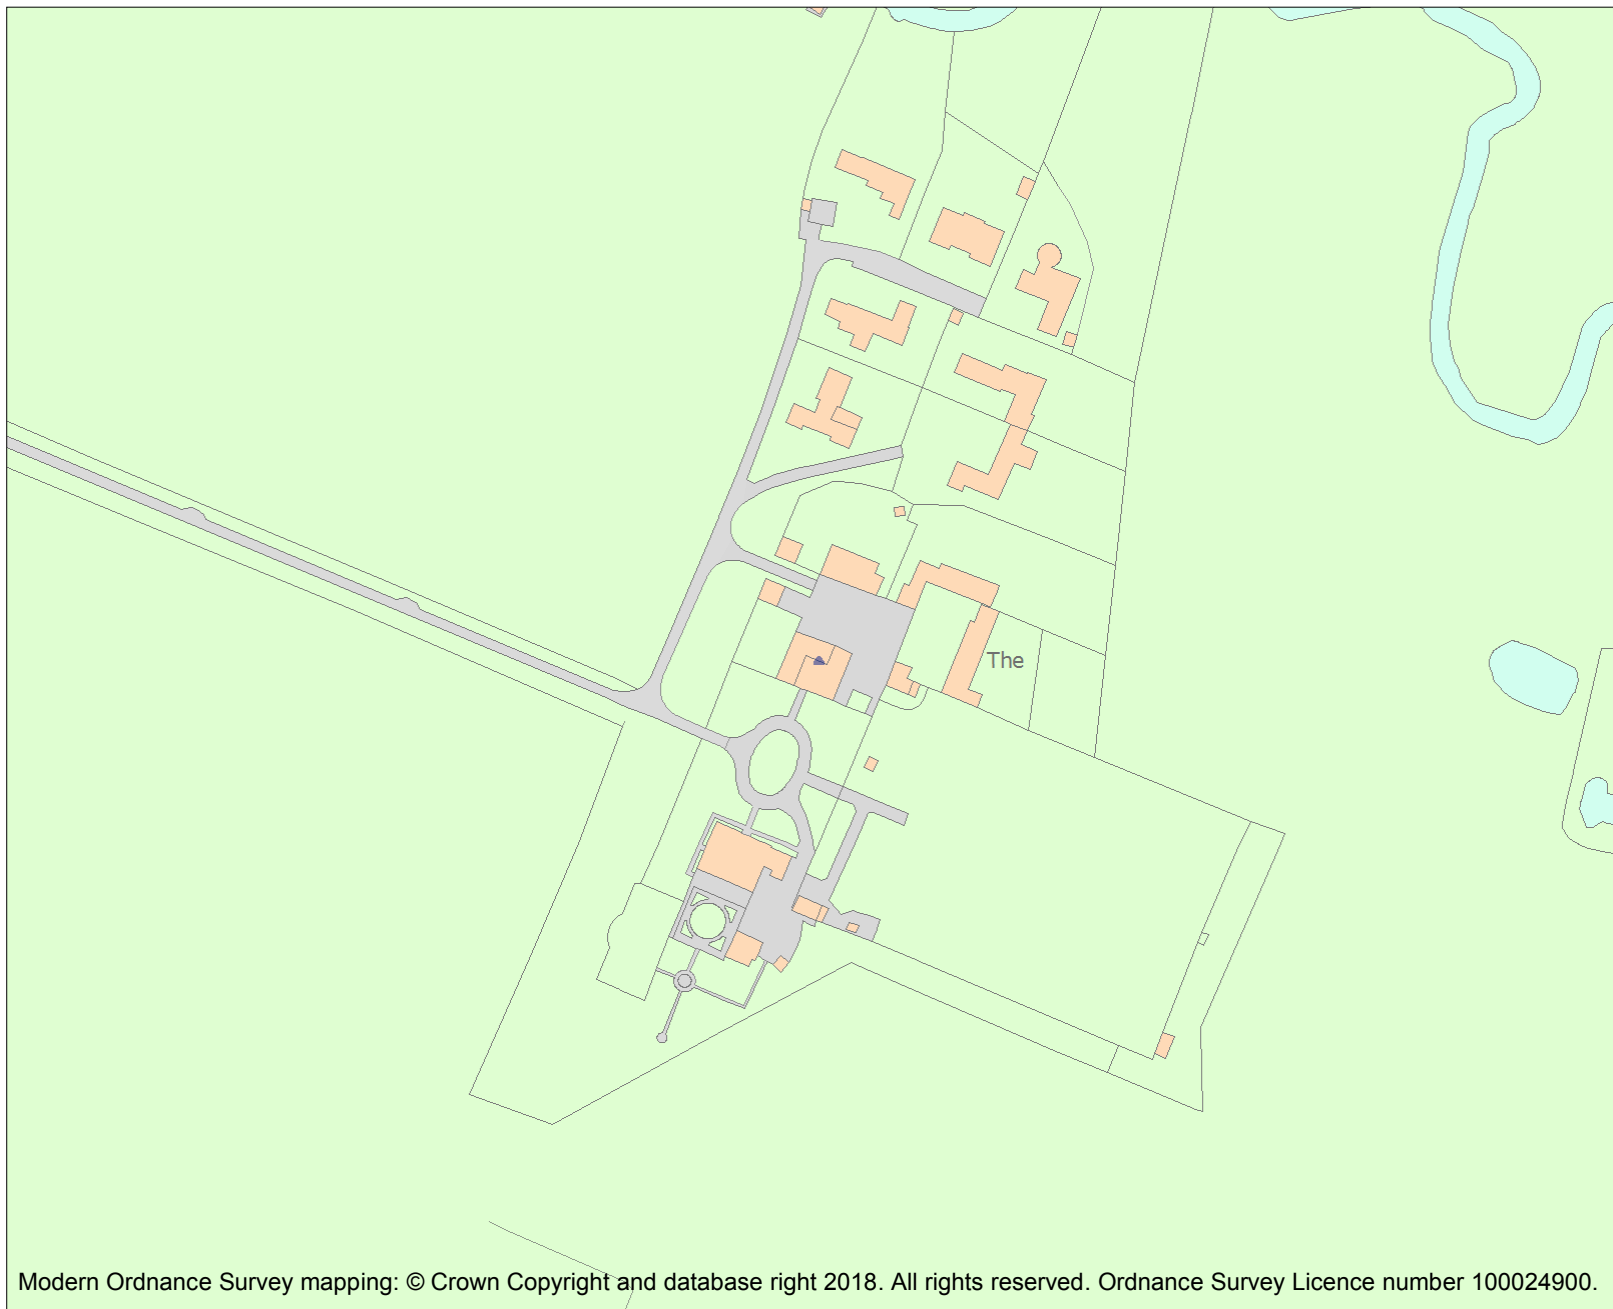 The
Modern Ordnance Survey mapping: © Crown Copyright and database right 2018. All rights reserved. Ordnance Survey Licence number 100024900.